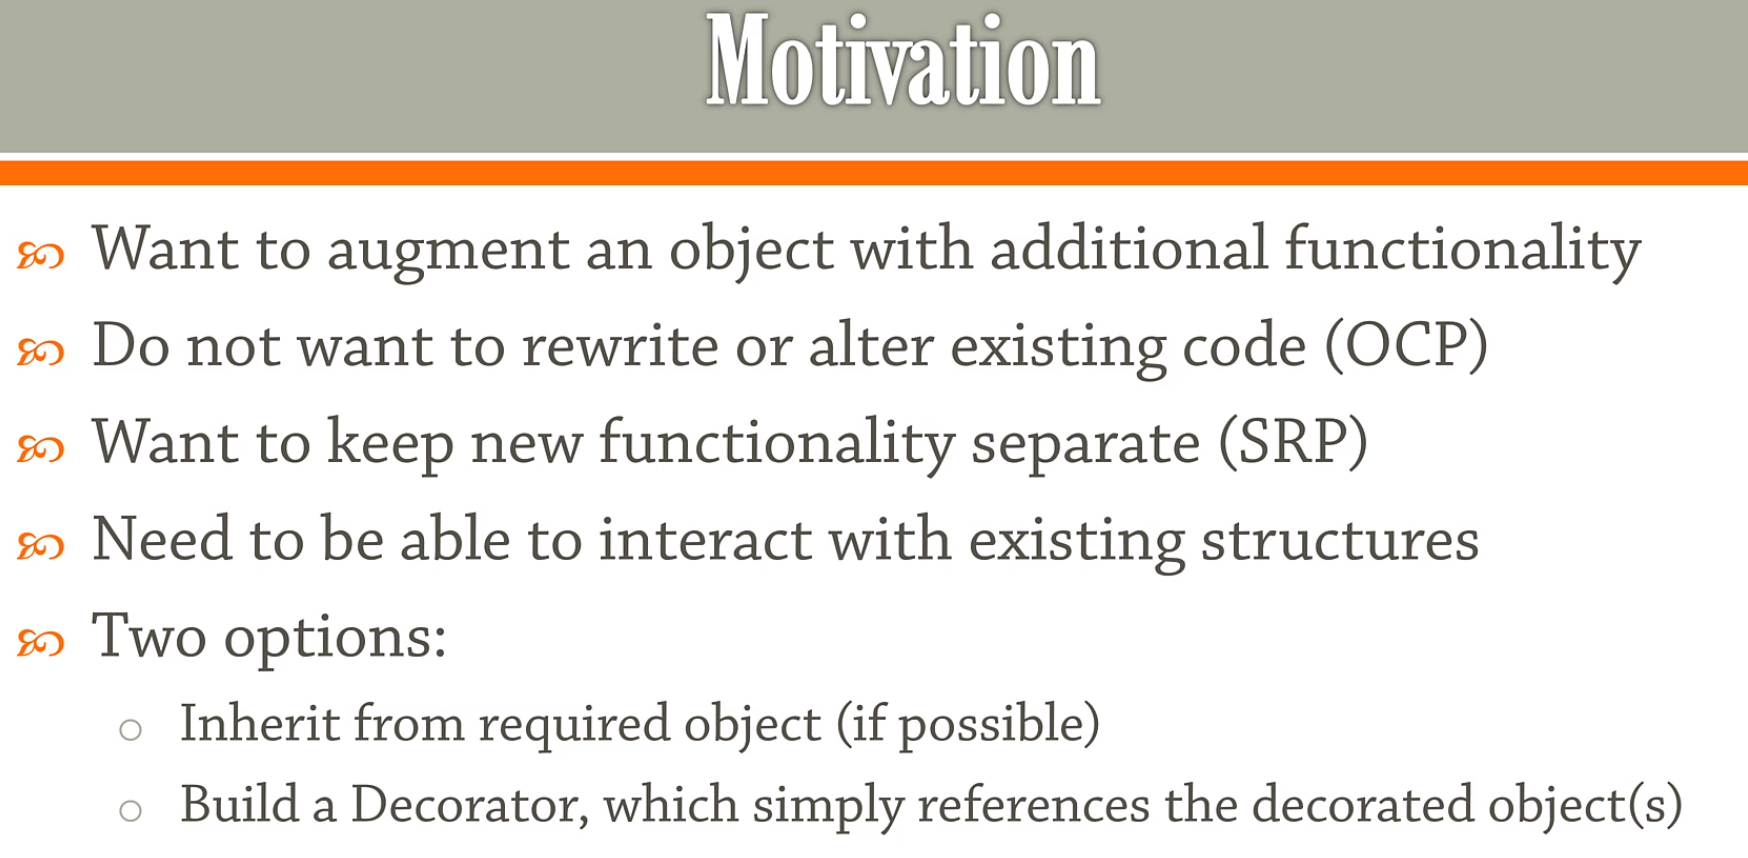 Motivation
Want to augment an object with additional functionality
Do not want to rewrite or alter existing code (OCP)
Want to keep new functionality separate (SRP)
Need to be able to interact with existing structures
Two options:
Inherit from required object (if possible)
Build a Decorator, which simply references the decorated object(s)